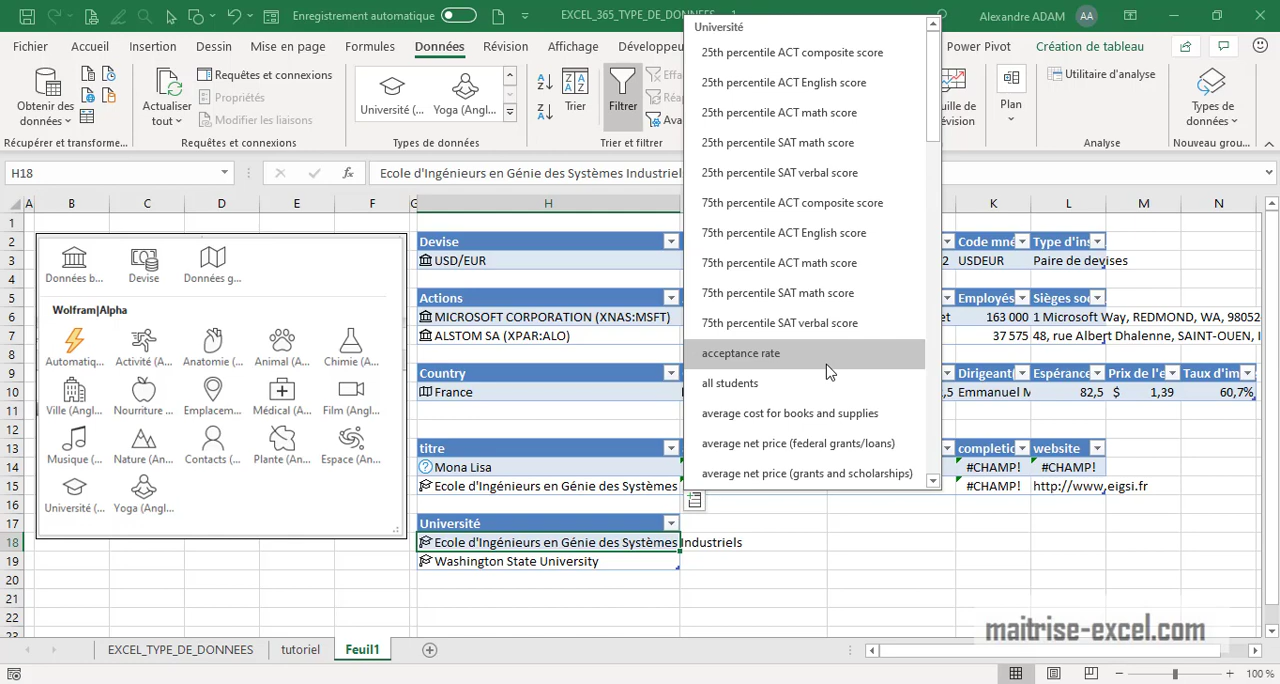 Enregistrement automatique
EXCEL_365_TYPE_DE_DONNEES
Alexandre ADAM
AA
Fichier Accueil Insertion Dessin Mise en page Formules Données Révision Affichage Développeu
Power Pivot Création de tableau
Obtenir des
données
Récupérer et transforme...
Actualiser
tout
Requêtes et connexions
Propriétés
Modifier les liaisons
Requêtes et connexions
Université (...
Yoga (Angl...
Types de données
Trier
Filtrer
Effa
Réap
Ava
Trier et filtrer
uille de
évision
Plan
Utilitaire d'analyse
Analyse
Types de
données
Nouveau group...
H18
fx
Ecole d'Ingénieurs en Génie des Systèmes Industriel
A B C D E F G H K L M N
Université
25th percentile ACT composite score
25th percentile ACT English score
25th percentile ACT math score
25th percentile SAT math score
25th percentile SAT verbal score
75th percentile ACT composite score
75th percentile ACT English score
75th percentile ACT math score
75th percentile SAT math score
75th percentile SAT verbal score
acceptance rate
all students
average cost for books and supplies
average net price (federal grants/loans)
average net price (grants and scholarships)
Données b... Devise Données g...
Wolfram|Alpha
Automatiq... Activité (A... Anatomie (... Animal (An... Chimie (A...
Ville (Angl... Nourriture ... Emplacem... Médical (A... Film (Angl...
Musique (... Nature (An... Contacts (... Plante (An... Espace (An...
Université (... Yoga (Angl...
1
2 Devise Code mné Type d'ins
3 USD/EUR 2 USDEUR Paire de devises
4
5 Actions Employés Sièges soc
6 MICROSOFT CORPORATION (XNAS:MSFT) et 163 000 1 Microsoft Way, REDMOND, WA, 98052
7 ALSTOM SA (XPAR:ALO) 37 575 48, rue Albert Dhalenne, SAINT-OUEN, I
8
9 Country Dirigeant( Espérance Prix de l'e Taux d'im
10 France ,5 Emmanuel M 82,5 $ 1,39 60,7%
11
12
13 titre completio website
14 Mona Lisa #CHAMP! #CHAMP!
15 Ecole d'Ingénieurs en Génie des Systèmes #CHAMP! http://www.eigsi.fr
16
17 Université
18 Ecole d'Ingénieurs en Génie des Systèmes Industriels
19 Washington State University
20
21
22
23
maitrise-excel.com
EXCEL_TYPE_DE_DONNEES tutoriel Feuil1
100 %